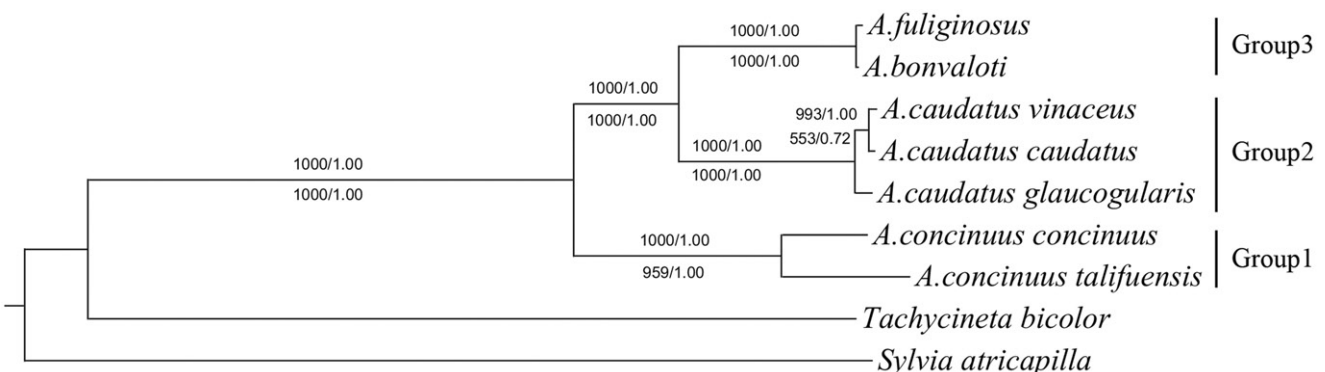 1000/1.00
1000/1.00
A.fuliginosus
A.bonvaloti
Group3
1000/1.00
1000/1.00
993/1.00
553/0.72
A.caudatus vinaceus
A.caudatus caudatus
A.caudatus glaucogularis
Group2
1000/1.00
1000/1.00
1000/1.00
1000/1.00
1000/1.00
959/1.00
A.concinuus concinuus
A.concinuus talifuensis
Group1
Tachycineta bicolor
Sylvia atricapilla